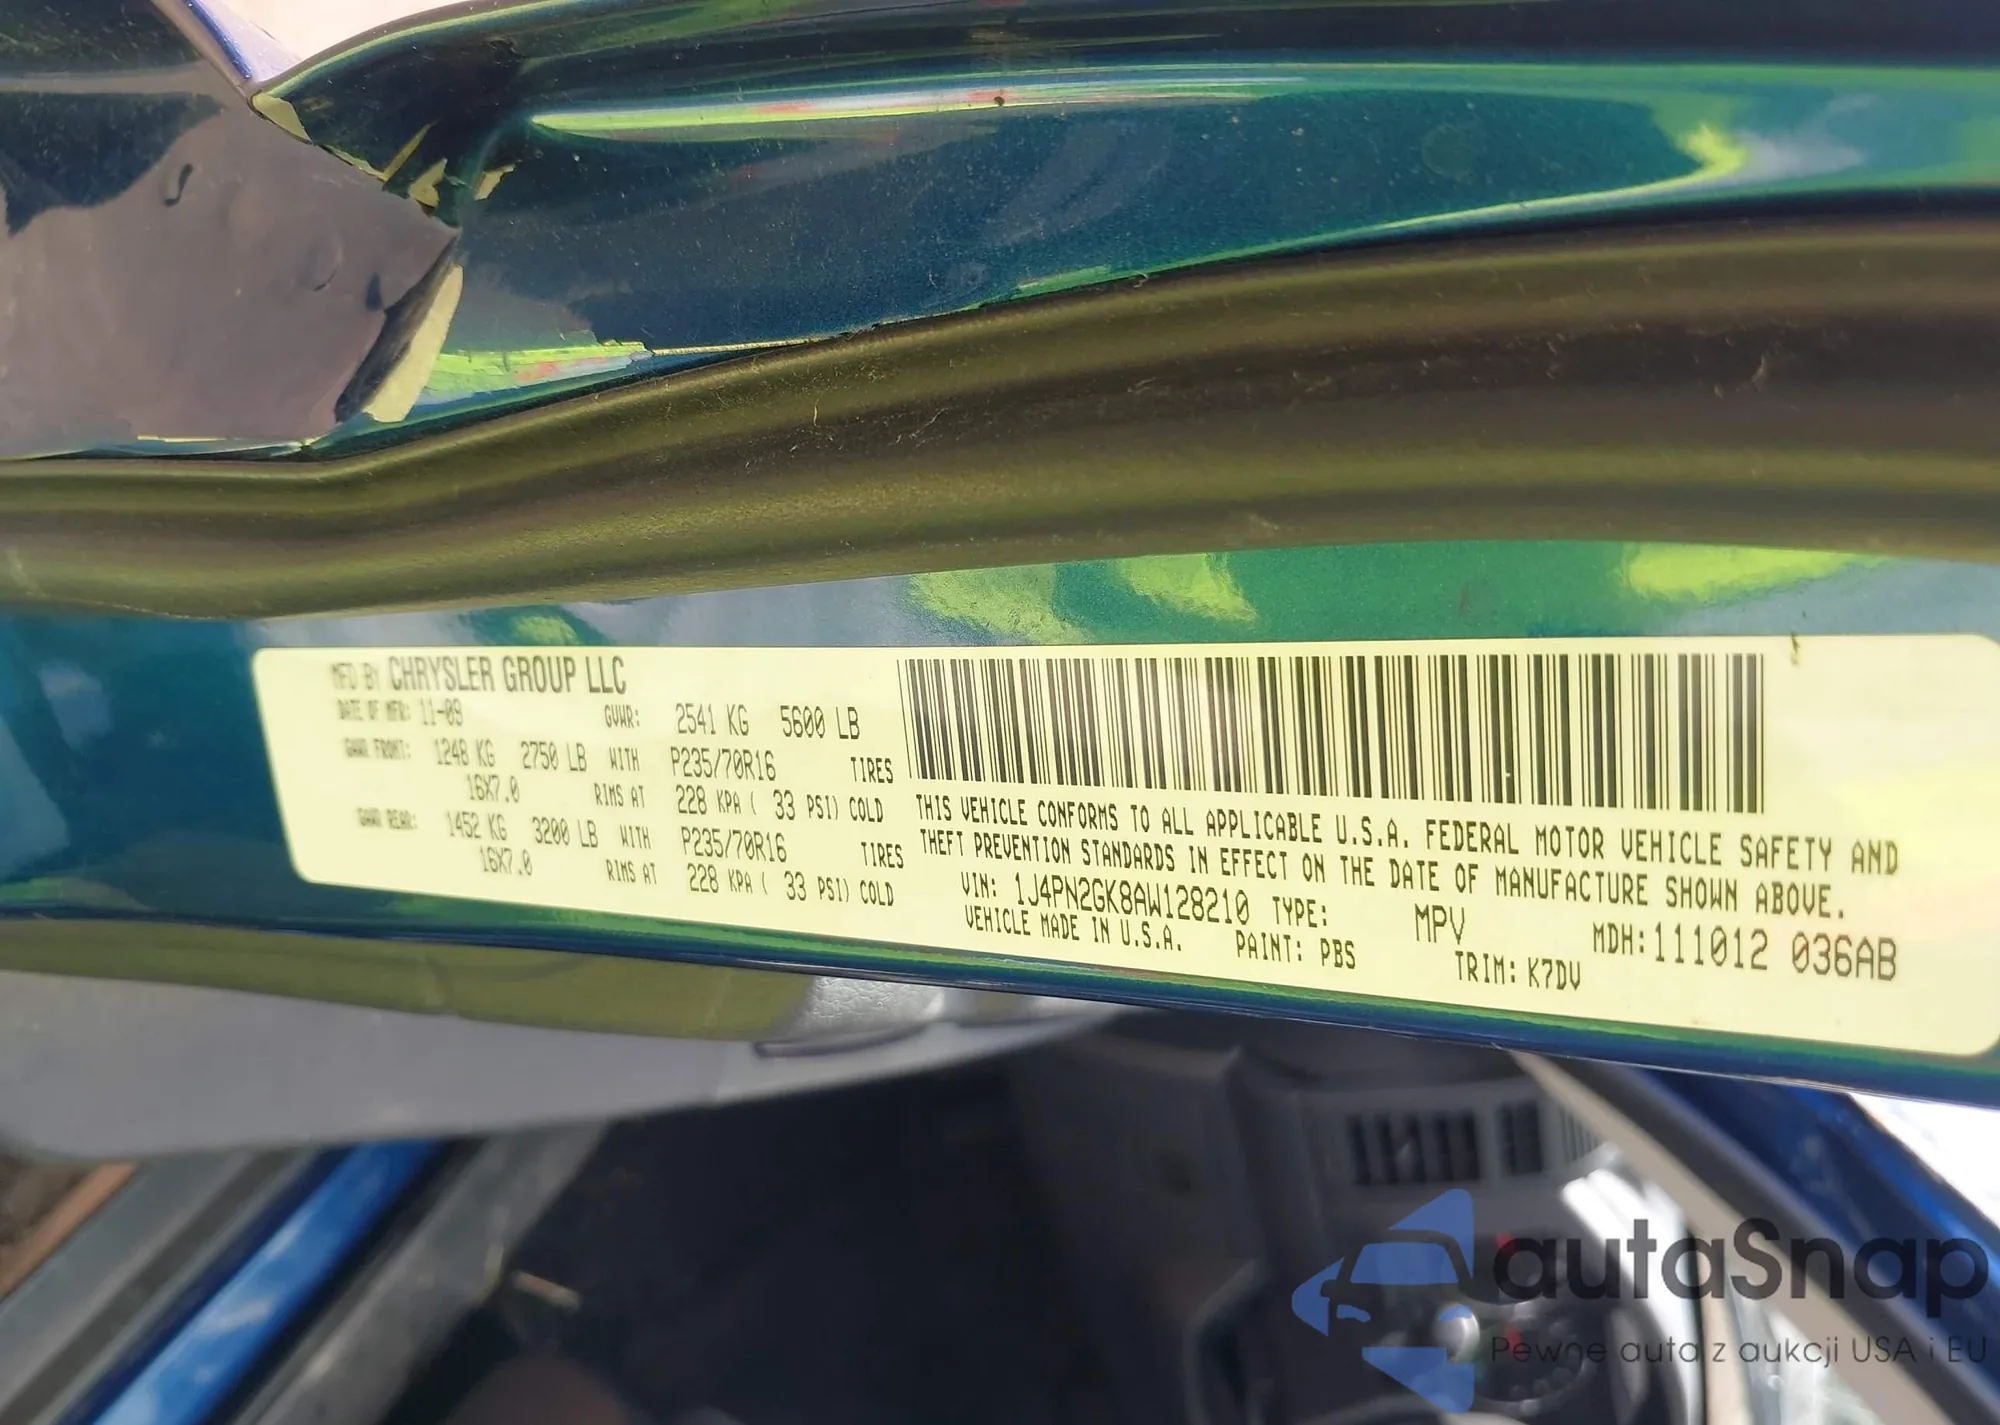 MFD BY CHRYSLER GROUP LLC
DATE OF MFR: 11-09 GVWR: 2541 KG 5600 LB
GAWR FRONT: 1248 KG 2750 LB WITH P235/70R16 TIRES
16X7.0 RIMS AT 228 KPA ( 33 PSI) COLD
GAWR REAR: 1452 KG 3200 LB WITH P235/70R16 TIRES
16X7.0 RIMS AT 228 KPA ( 33 PSI) COLD
THIS VEHICLE CONFORMS TO ALL APPLICABLE U.S.A. FEDERAL MOTOR VEHICLE SAFETY AND
THEFT PREVENTION STANDARDS IN EFFECT ON THE DATE OF MANUFACTURE SHOWN ABOVE.
VIN: 1J4PN2GK8AW128210 TYPE: MPV MDH: 111012 036AB
VEHICLE MADE IN U.S.A. PAINT: PBS TRIM: K7DV
autaSnap
Pewne auta z aukcji USA i EU